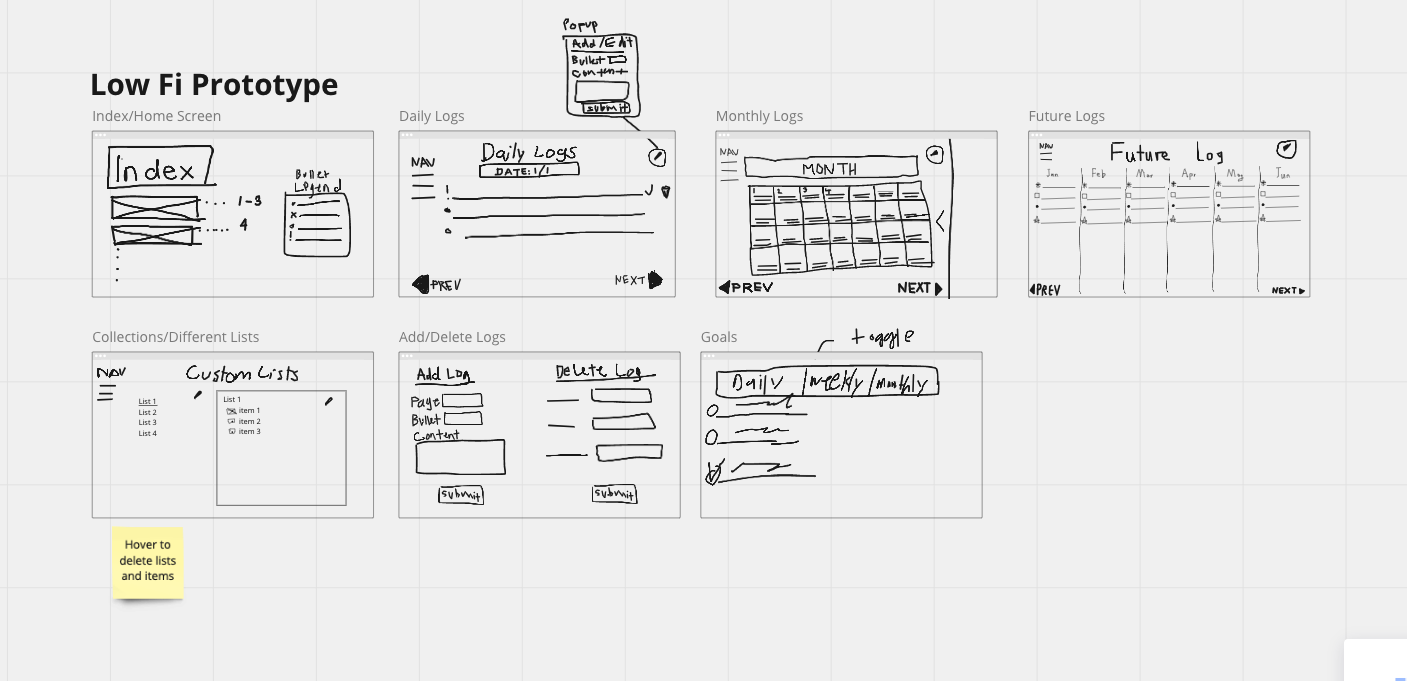 Popup
Add/Edit
Bullet
Content
submit
Low Fi Prototype
Index/Home Screen
Index
1-3
4
Bullet
Legend
Daily Logs
NAV
Daily Logs
DATE: 1/1
PREV
NEXT
Monthly Logs
NAV
MONTH
1 2 3 4
PREV
NEXT
Future Logs
NAV
Future Log
Jan Feb Mar Apr May Jun
PREV
NEXT
Collections/Different Lists
NAV
Custom Lists
List 1
List 2
List 3
List 4
List 1
item 1
item 2
item 3
Hover to
delete lists
and items
Add/Delete Logs
Add Log
Page
Bullet
Content
submit
Delete Log
submit
Goals
toggle
Daily /weekly /monthly